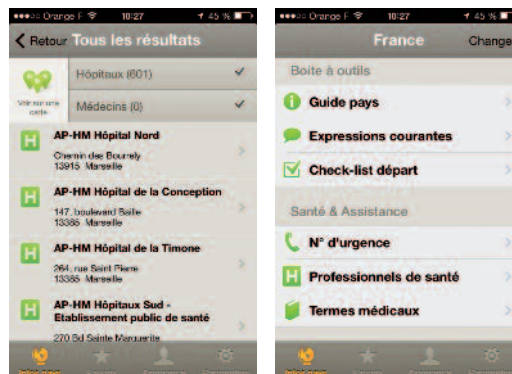 Orange F 10:27 45 %
Retour Tous les résultats
Hôpitaux (601)
Voir sur une carte
Médecins (0)
AP-HM Hôpital Nord
Chemin des Bourrely
13915 Marseille
AP-HM Hôpital de la Conception
147, boulevard Baille
13385 Marseille
AP-HM Hôpital de la Timone
264, rue Saint Pierre
13385 Marseille
AP-HM Hôpitaux Sud -
Etablissement public de santé
270 Bd Sainte Marguerite
Orange F 10:27 45 %
France Change
Boite à outils
Guide pays
Expressions courantes
Check-list départ
Santé & Assistance
N° d'urgence
H Professionnels de santé
Termes médicaux